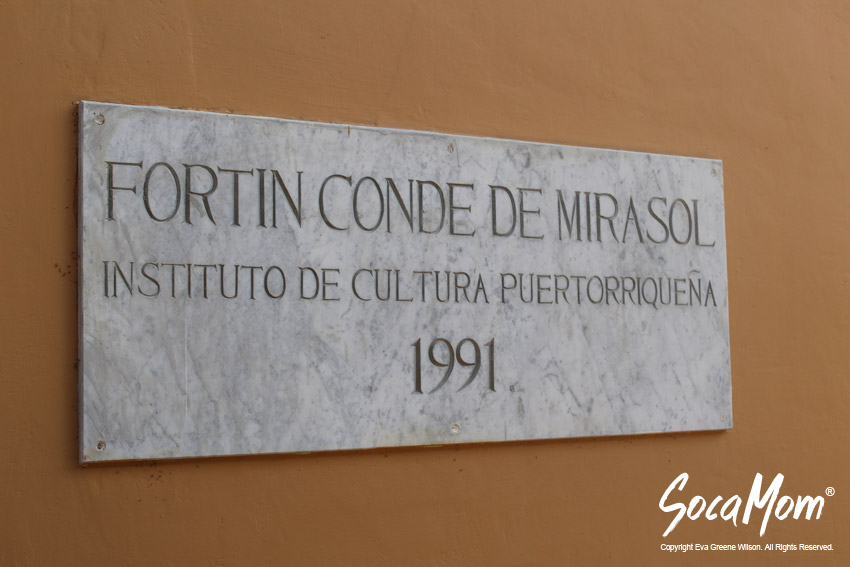 FORTIN CONDE DE MIRASOL
INSTITUTO DE CULTURA PUERTORRIQUEÑA
1991
SocaMom®
Copyright Eva Greene Wilson. All Rights Reserved.